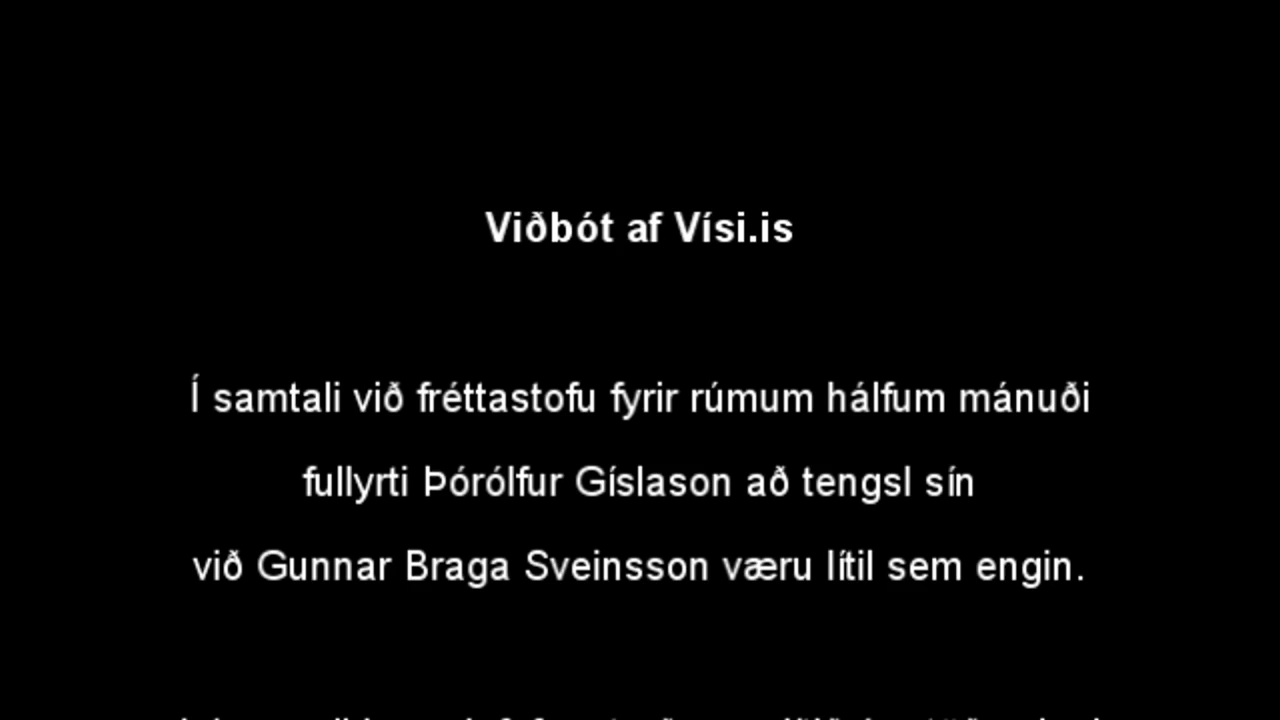 Viðbót af Vísi.is
Í samtali við fréttastofu fyrir rúmum hálfum mánuði
fullyrti Þórólfur Gíslason að tengsl sín
við Gunnar Braga Sveinsson væru lítil sem engin.